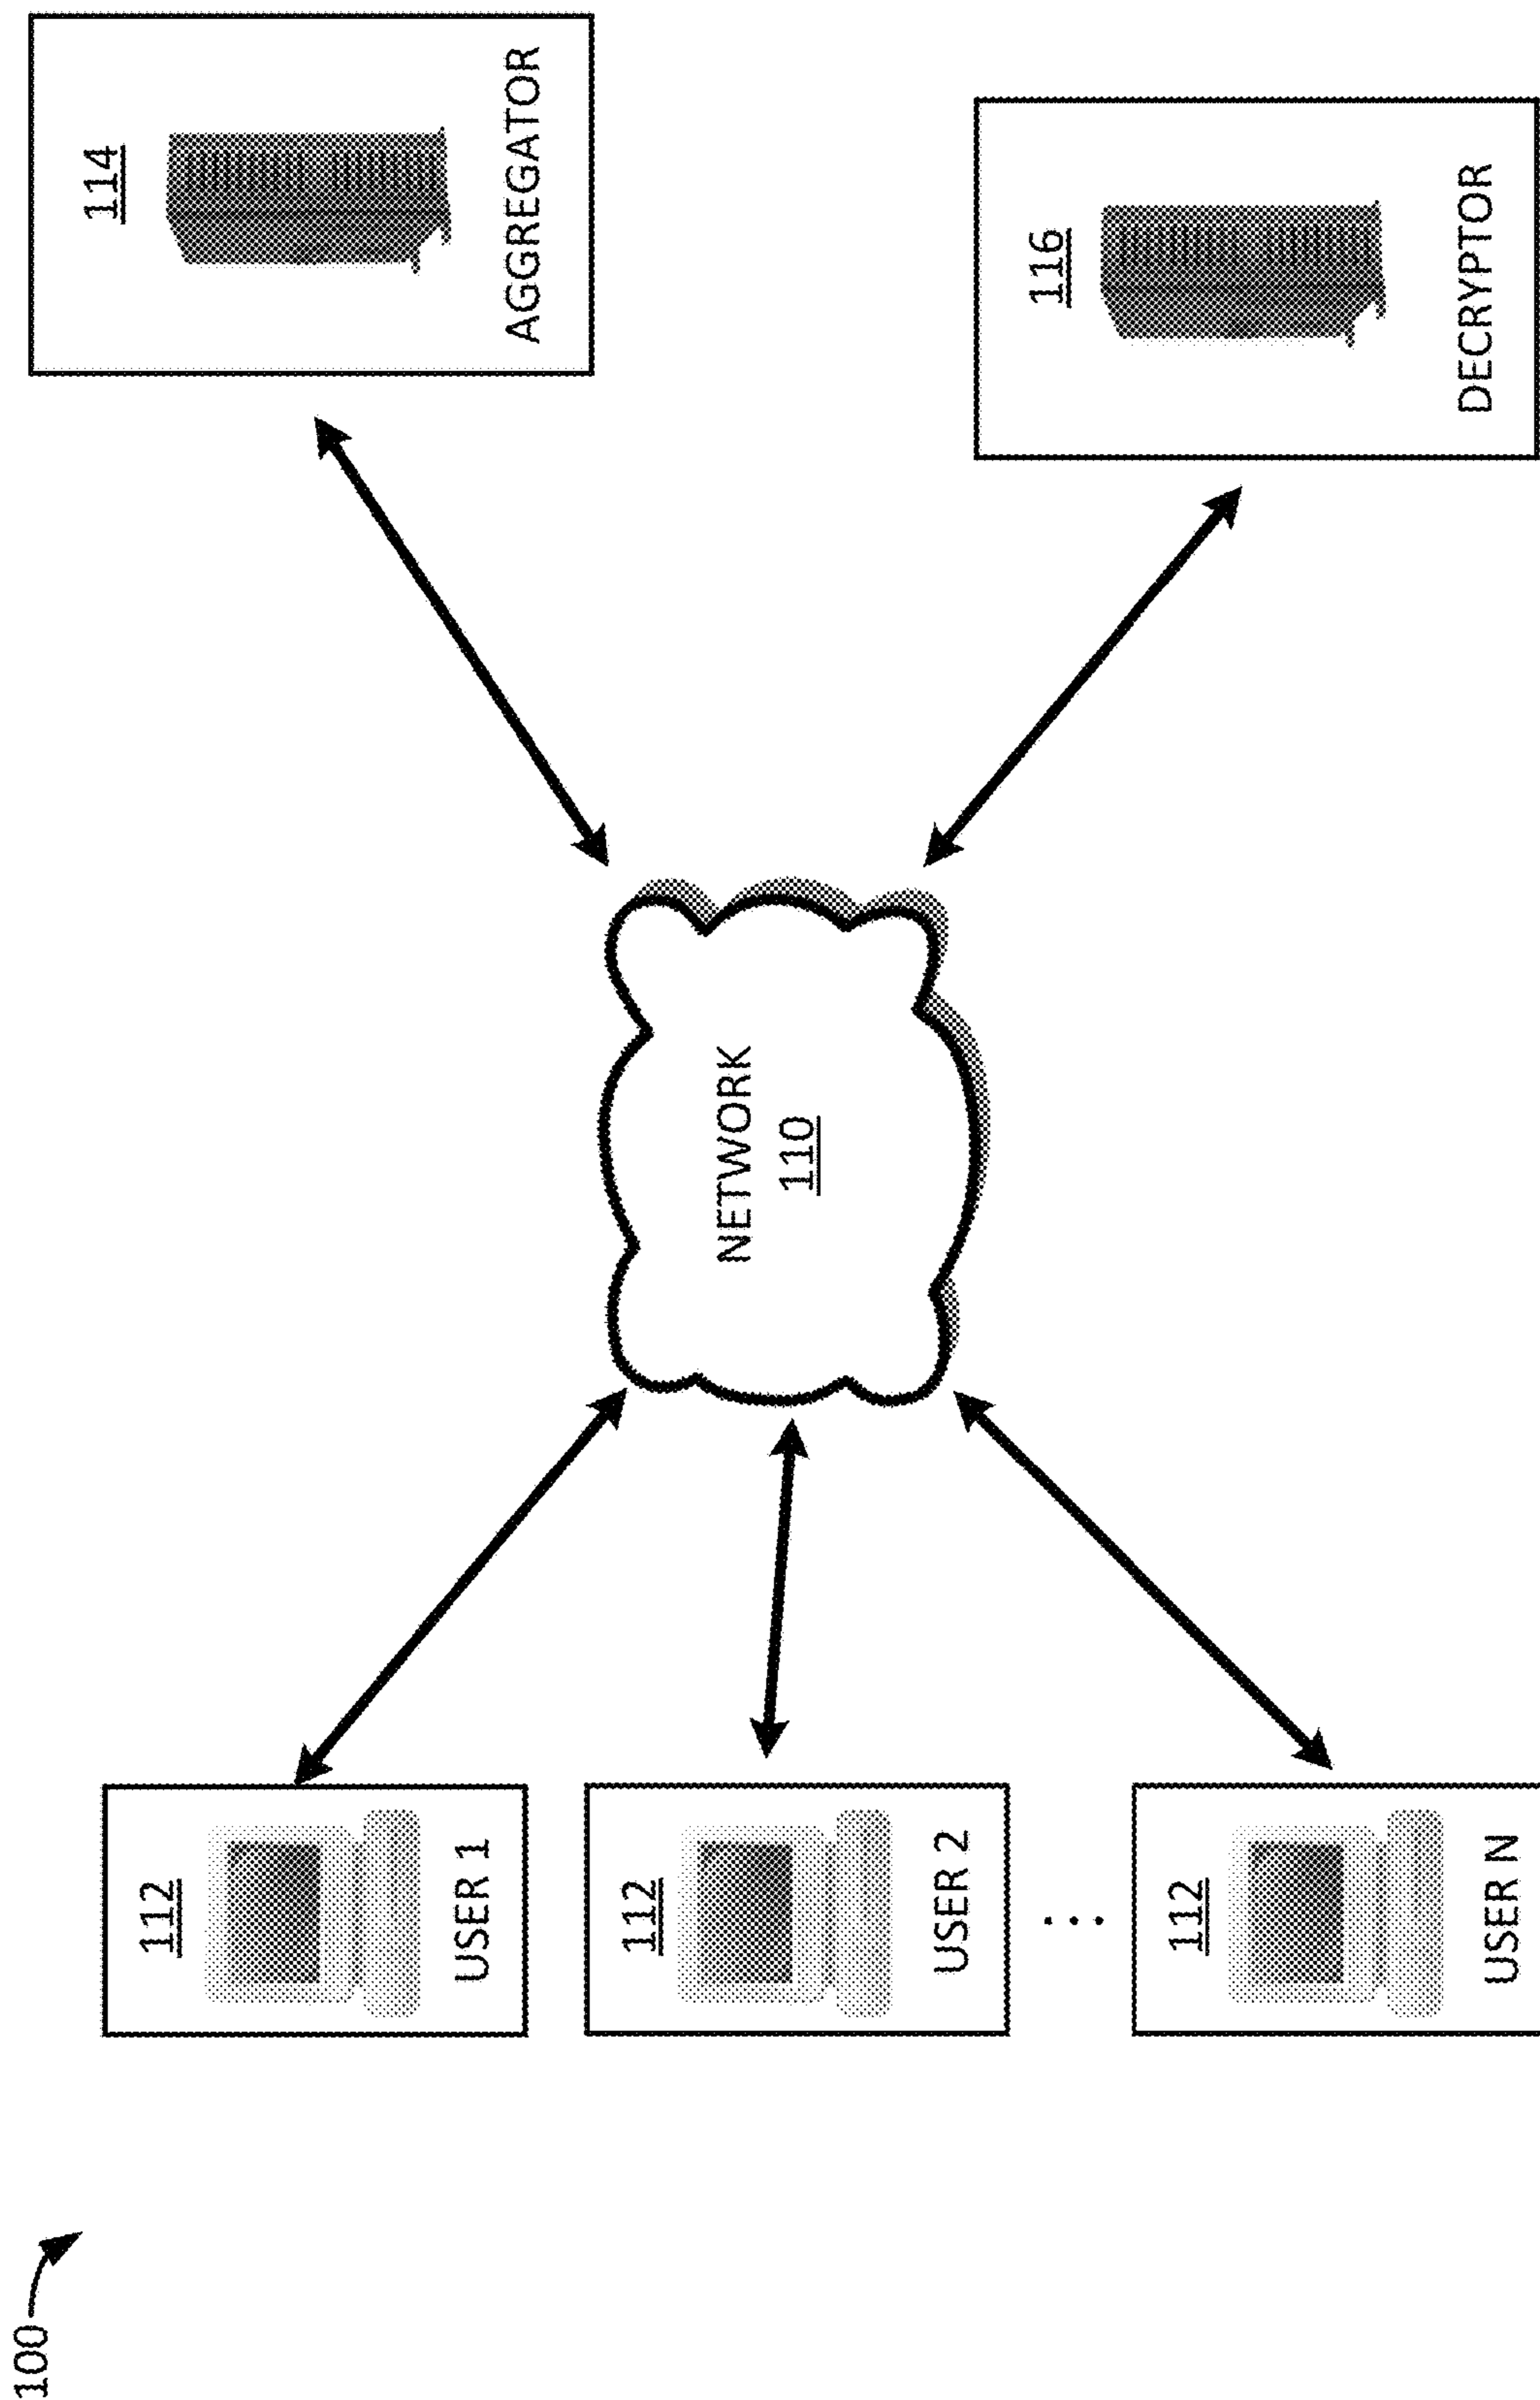 100
112
USER 1
112
USER 2
112
USER N
NETWORK
110
114
AGGREGATOR
116
DECRYPTOR